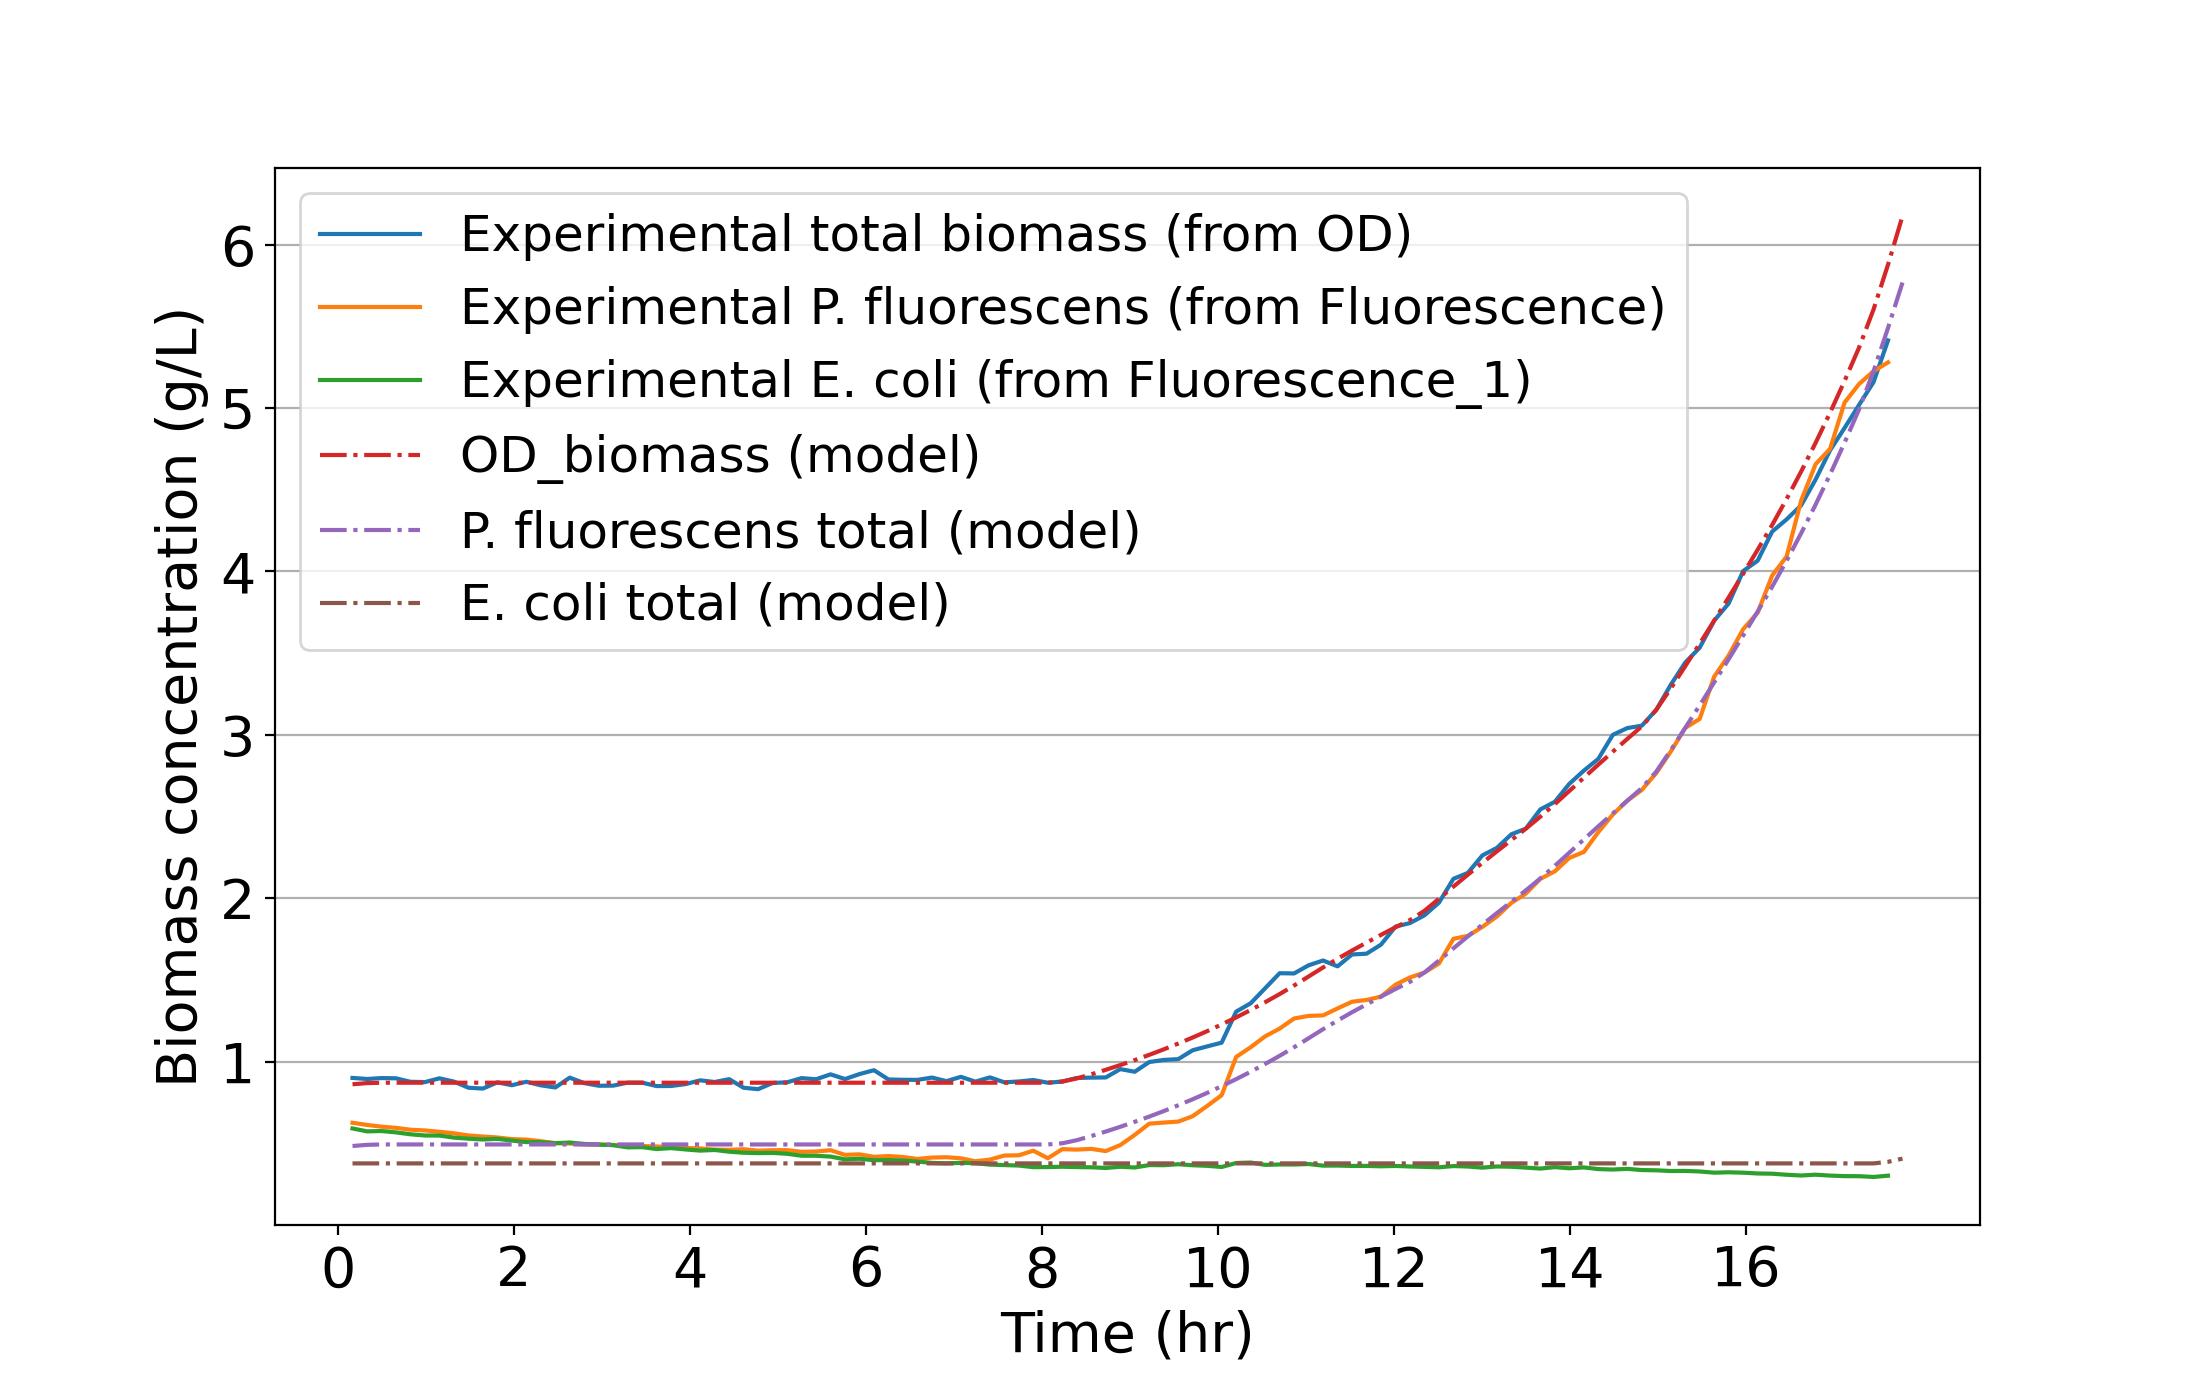 Experimental total biomass (from OD)
Experimental P. fluorescens (from Fluorescence)
Experimental E. coli (from Fluorescence_1)
OD_biomass (model)
P. fluorescens total (model)
E. coli total (model)
Biomass concentration (g/L)
6
5
4
3
2
1
0 2 4 6 8 10 12 14 16
Time (hr)